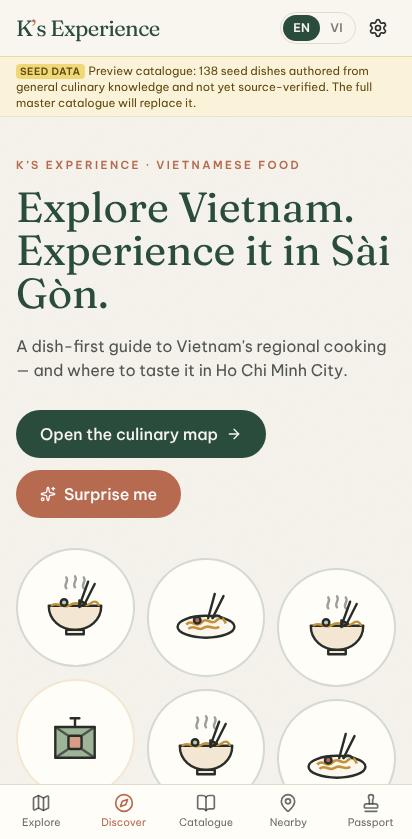 K's Experience
EN VI
SEED DATA Preview catalogue: 138 seed dishes authored from
general culinary knowledge and not yet source-verified. The full
master catalogue will replace it.
K'S EXPERIENCE · VIETNAMESE FOOD
Explore Vietnam.
Experience it in Sài
Gòn.
A dish-first guide to Vietnam's regional cooking
— and where to taste it in Ho Chi Minh City.
Open the culinary map →
Surprise me
Explore Discover Catalogue Nearby Passport